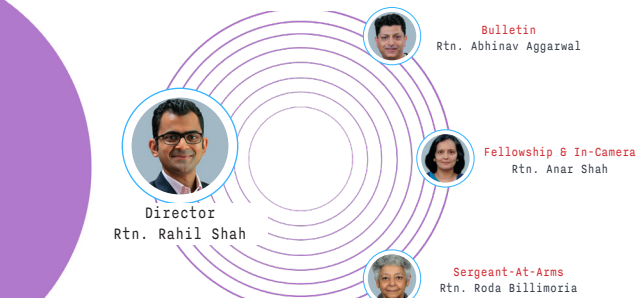 Bulletin
Rtn. Abhinav Aggarwal
Fellowship & In-Camera
Rtn. Anar Shah
Director
Rtn. Rahil Shah
Sergeant-At-Arms
Rtn. Roda Billimoria